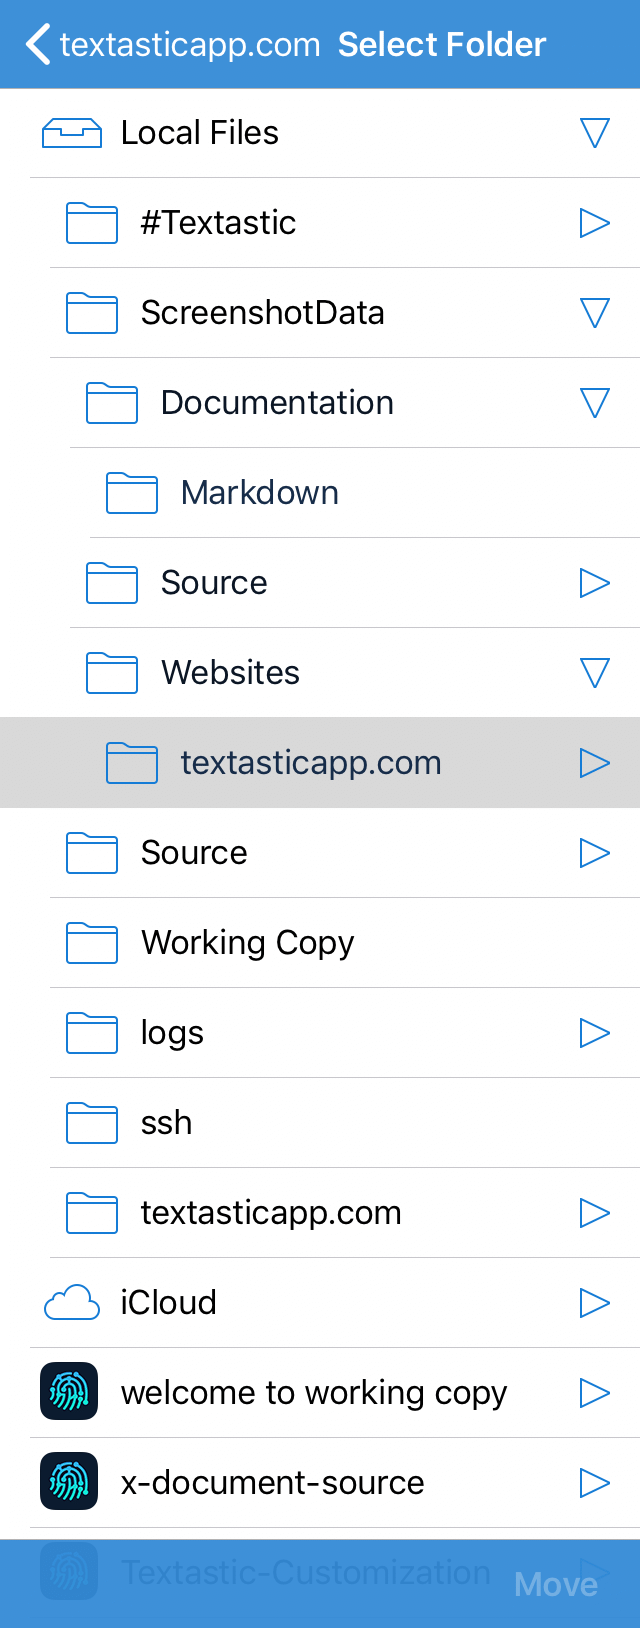 textasticapp.com Select Folder
Local Files
#Textastic
ScreenshotData
Documentation
Markdown
Source
Websites
textasticapp.com
Source
Working Copy
logs
ssh
textasticapp.com
iCloud
welcome to working copy
x-document-source
Textastic-Customization
Move